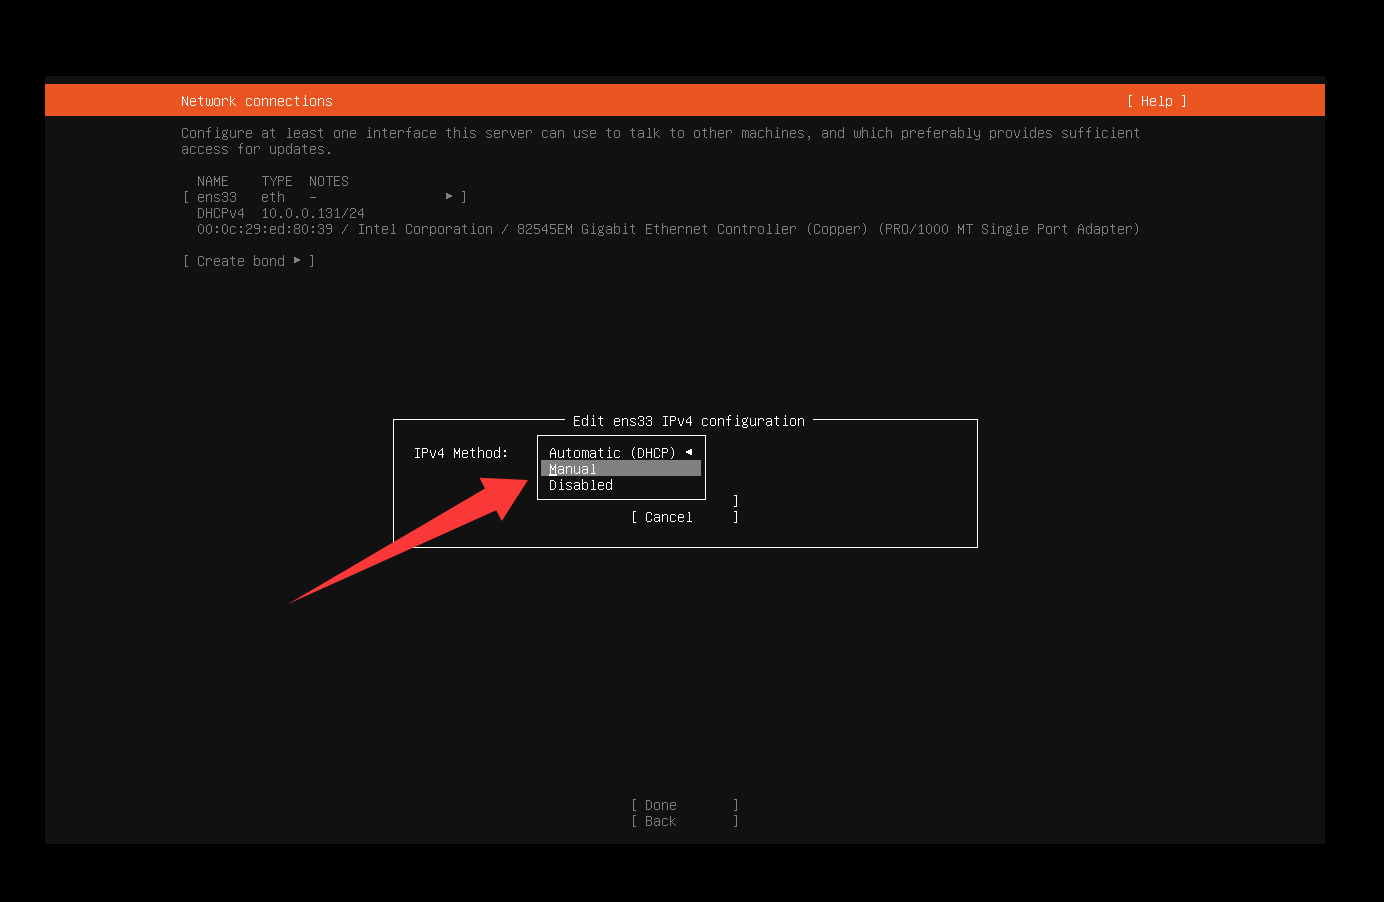 Network connections [ Help ]
Configure at least one interface this server can use to talk to other machines, and which preferably provides sufficient
access for updates.
NAME TYPE NOTES
[ ens33 eth – ▸ ]
DHCPv4 10.0.0.131/24
00:0c:29:ed:80:39 / Intel Corporation / 82545EM Gigabit Ethernet Controller (Copper) (PRO/1000 MT Single Port Adapter)
[ Create bond ▸ ]
Edit ens33 IPv4 configuration
IPv4 Method: Automatic (DHCP) ◂
Manual
Disabled
]
[ Cancel ]
[ Done ]
[ Back ]